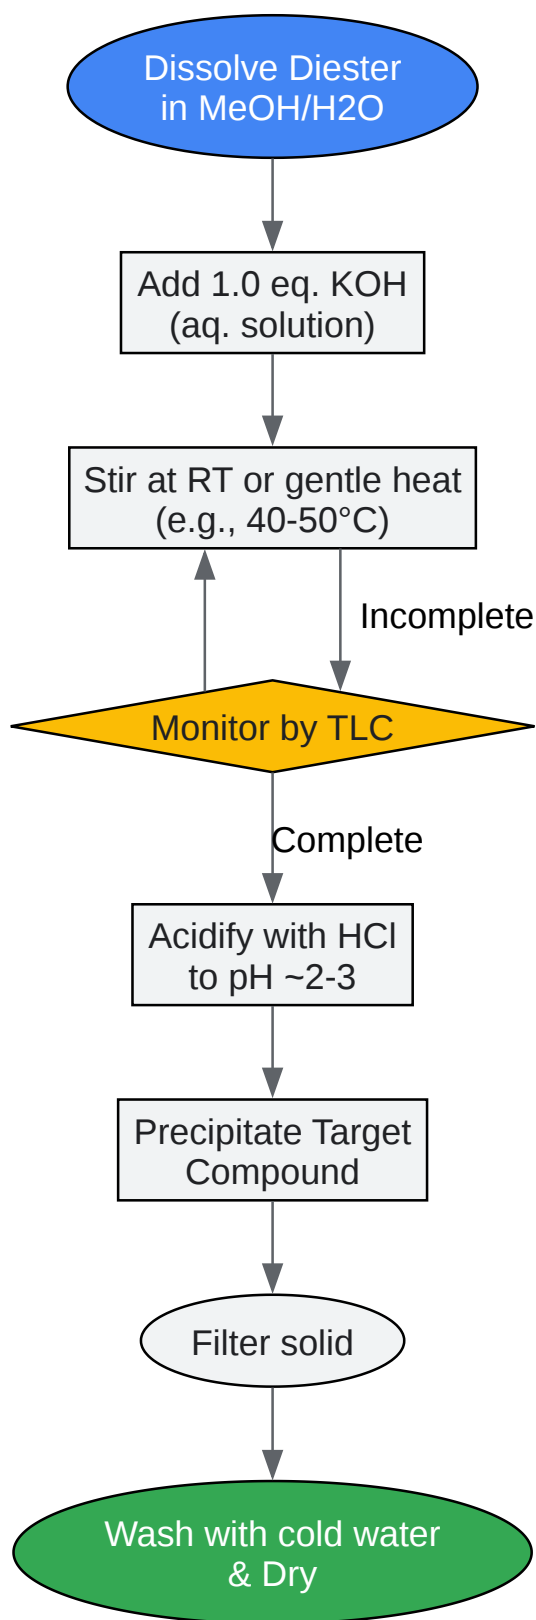 Dissolve Diester
in MeOH/H2O
Add 1.0 eq. KOH
(aq. solution)
Stir at RT or gentle heat
(e.g., 40-50°C)
Incomplete
Monitor by TLC
Complete
Acidify with HCl
to pH ~2-3
Precipitate Target
Compound
Filter solid
Wash with cold water
& Dry